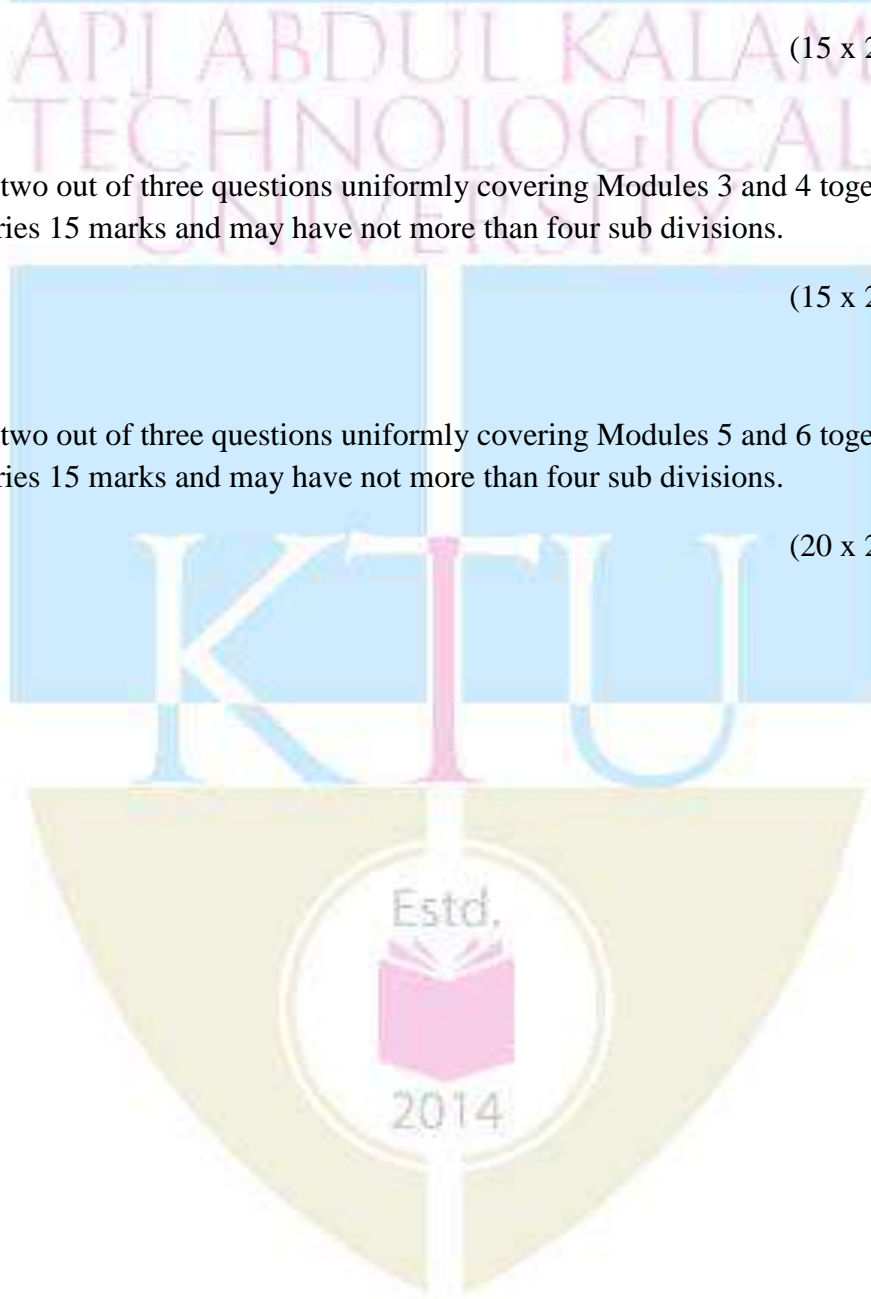 APJ ABDUL KALAM
(15 x 2
TECHNOLOGICAL
two out of three questions uniformly covering Modules 3 and 4 toge
ries 15 marks and may have not more than four sub divisions.
UNIVERSITY
(15 x 2
two out of three questions uniformly covering Modules 5 and 6 toge
ries 15 marks and may have not more than four sub divisions.
(20 x 2
KTU
Estd.
2014